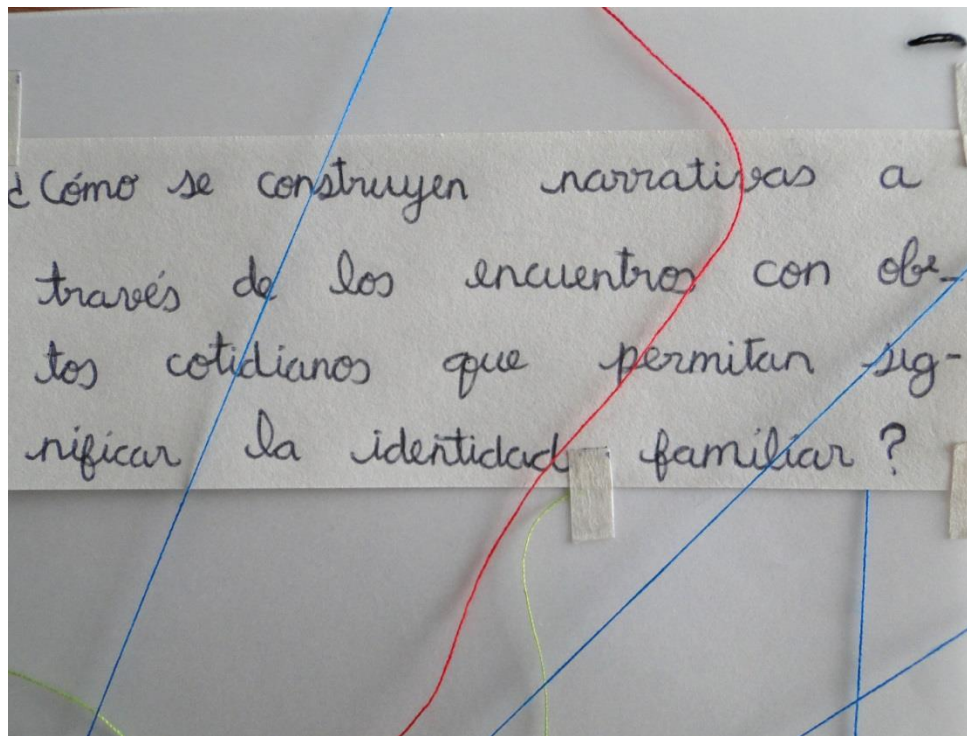 ¿Cómo se construyen narrativas a
través de los encuentros con obje-
tos cotidianos que permitan sig-
nificar la identidad familiar?